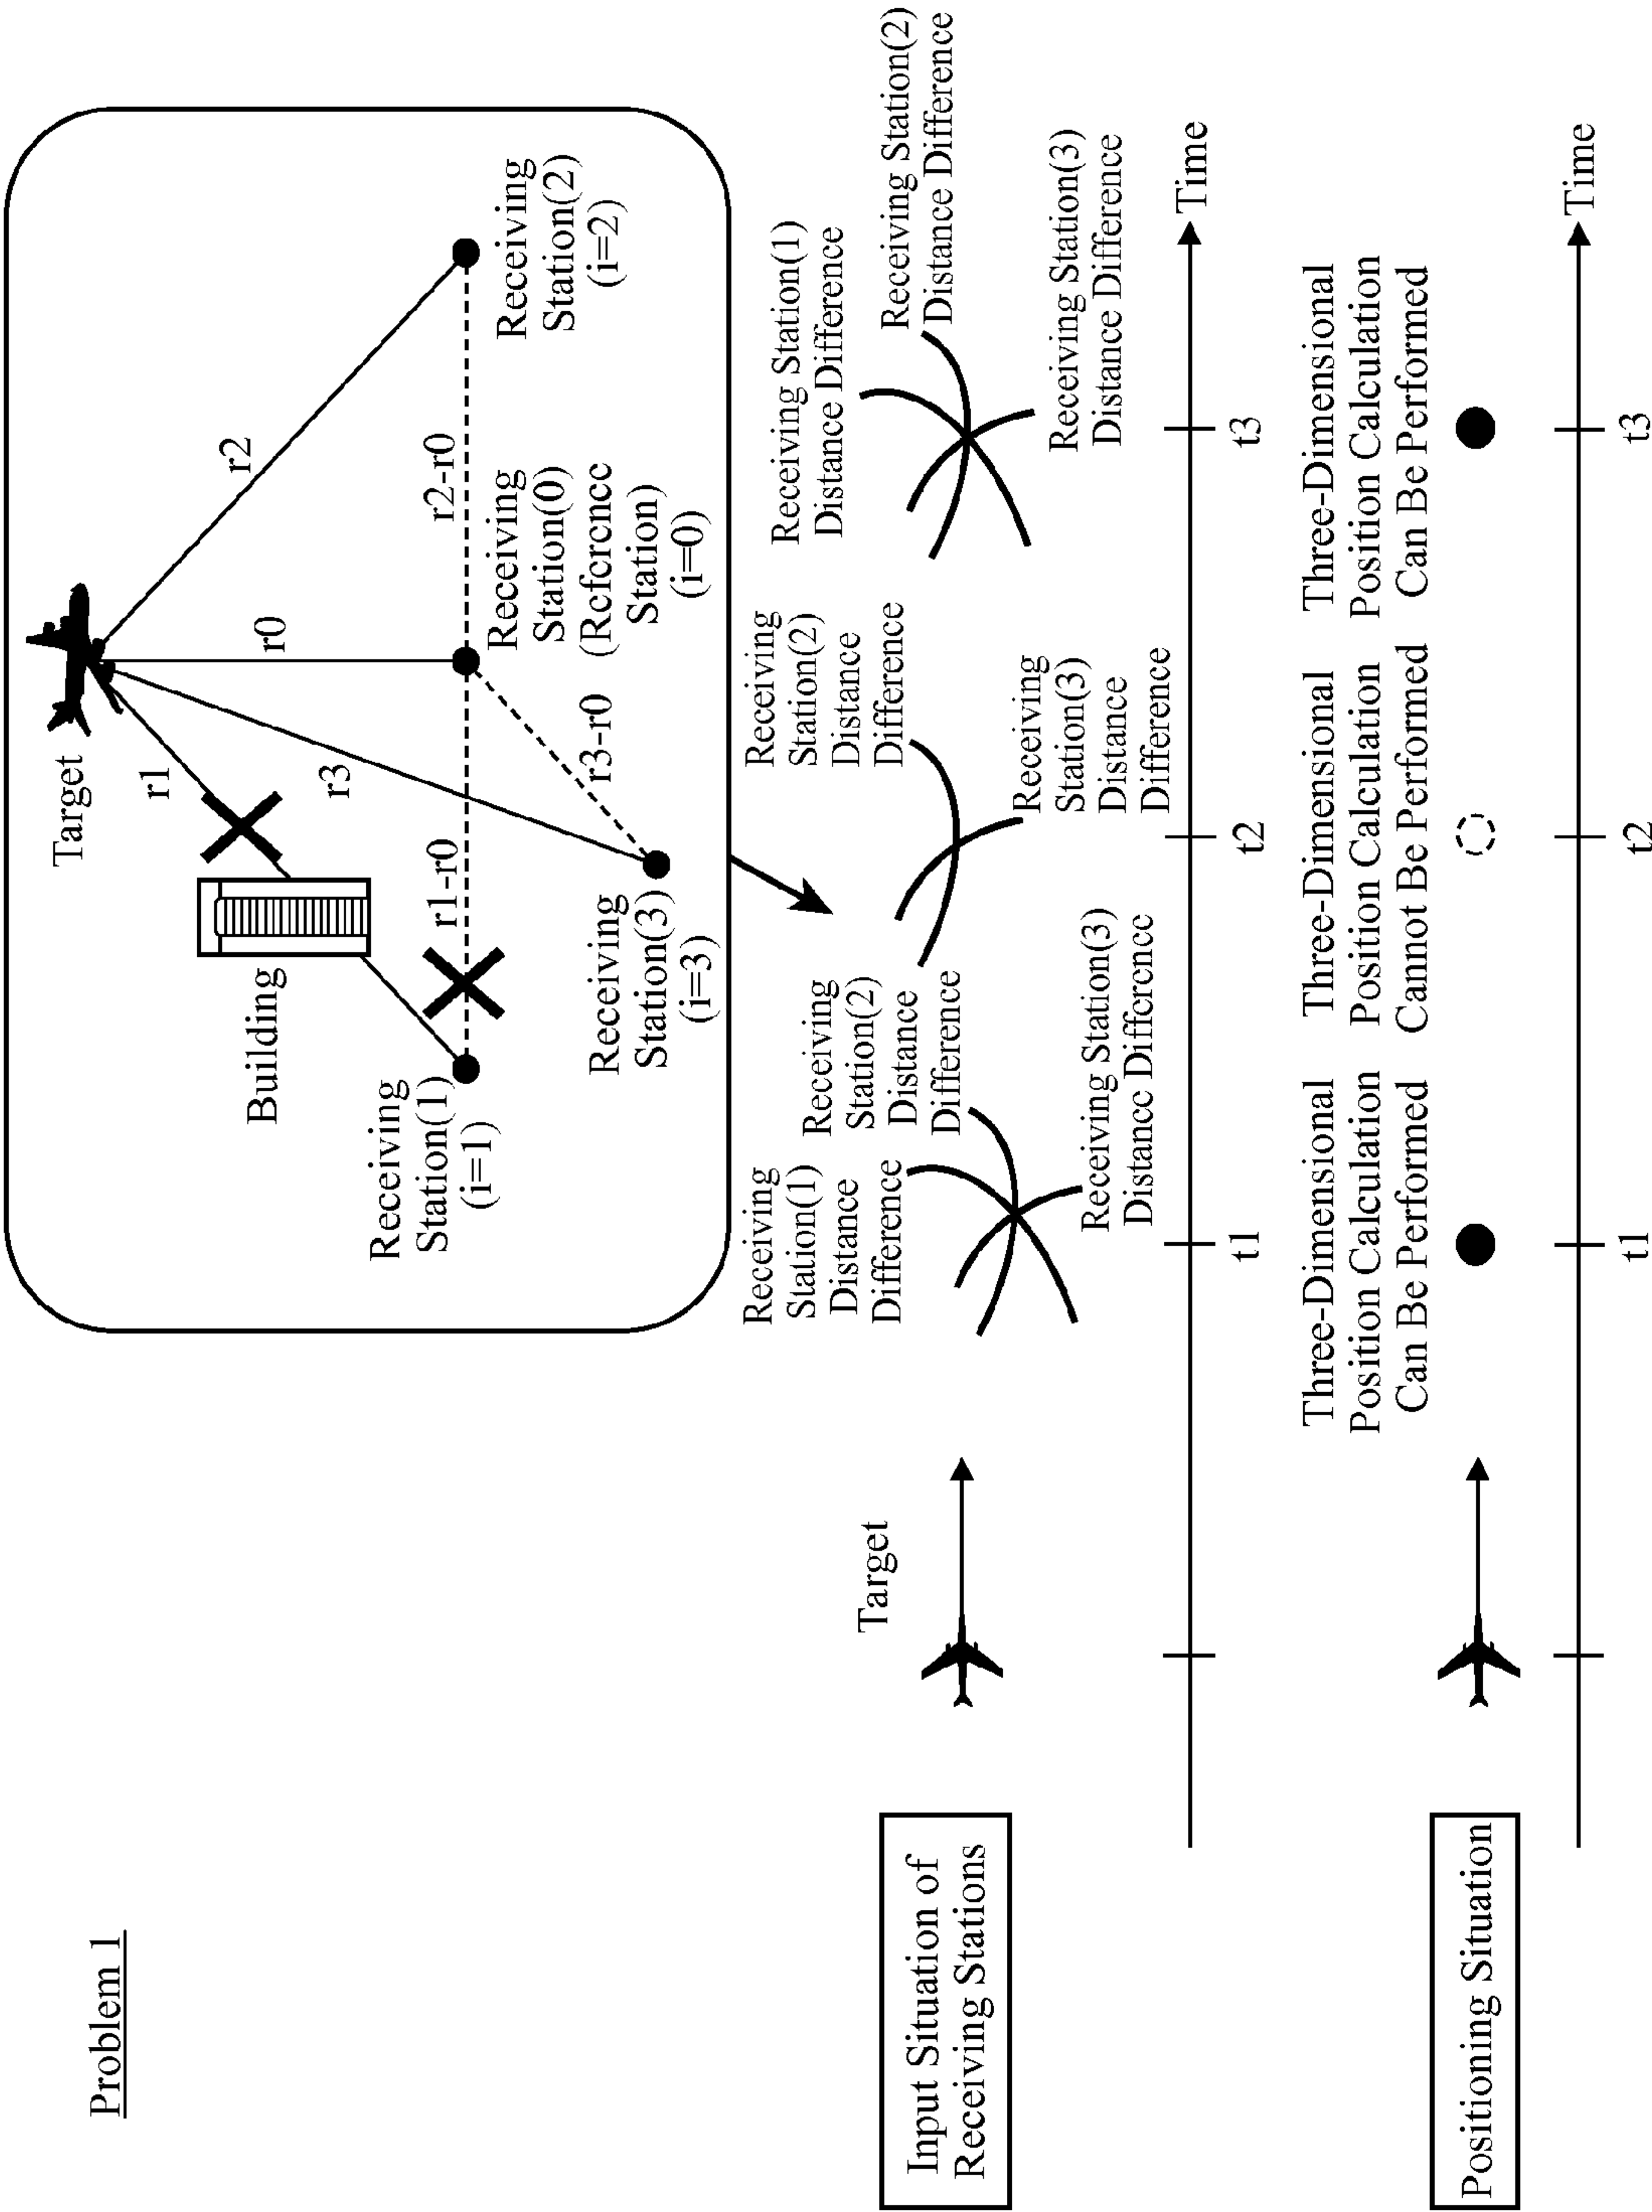 Problem 1
Target
r1
r0
r2
r3
Building
r1-r0
r2-r0
r3-r0
Receiving
Station(1)
(i=1)
Receiving
Station(3)
(i=3)
Receiving
Station(0)
(Reference
Station)
(i=0)
Receiving
Station(2)
(i=2)
Input Situation of
Receiving Stations
Target
Receiving
Station(1)
Distance
Difference
Receiving
Station(2)
Distance
Difference
Receiving Station(3)
Distance Difference
Receiving
Station(2)
Distance
Difference
Receiving
Station(3)
Distance
Difference
Receiving Station(1)
Distance Difference
Receiving Station(2)
Distance Difference
Receiving Station(3)
Distance Difference
t1
t2
t3
Time
Positioning Situation
Three-Dimensional
Position Calculation
Can Be Performed
Three-Dimensional
Position Calculation
Cannot Be Performed
Three-Dimensional
Position Calculation
Can Be Performed
t1
t2
t3
Time